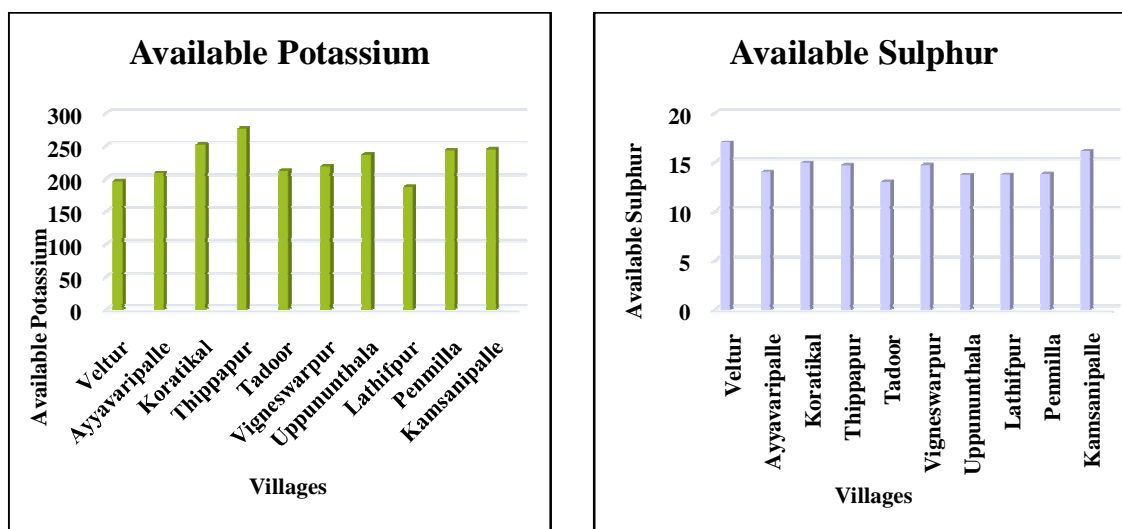 Available Potassium
Available Potassium
300
250
200
150
100
50
0
Veltur
Ayyavaripalle
Koratikal
Thippapur
Tadoor
Vigneswarpur
Uppununthala
Lathifpur
Penmilla
Kamsanipalle
Villages
Available Sulphur
Available Sulphur
20
15
10
5
0
Veltur
Ayyavaripalle
Koratikal
Thippapur
Tadoor
Vigneswarpur
Uppununthala
Lathifpur
Penmilla
Kamsanipalle
Villages